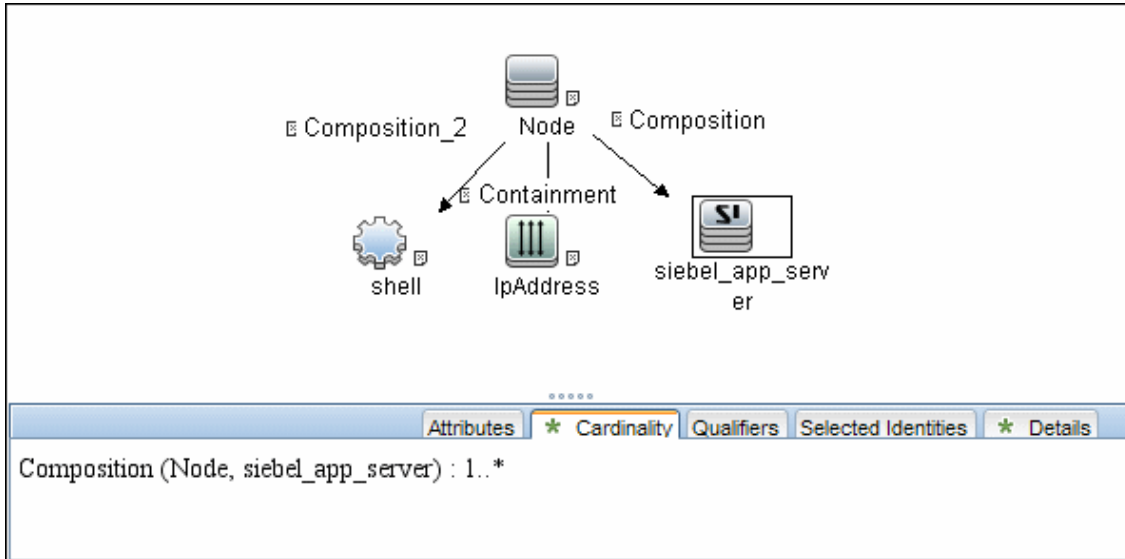 Composition_2
Node
Composition
Containment
shell
IpAddress
siebel_app_serv
er
Attributes
* Cardinality
Qualifiers
Selected Identities
* Details
Composition (Node, siebel_app_server) : 1..*